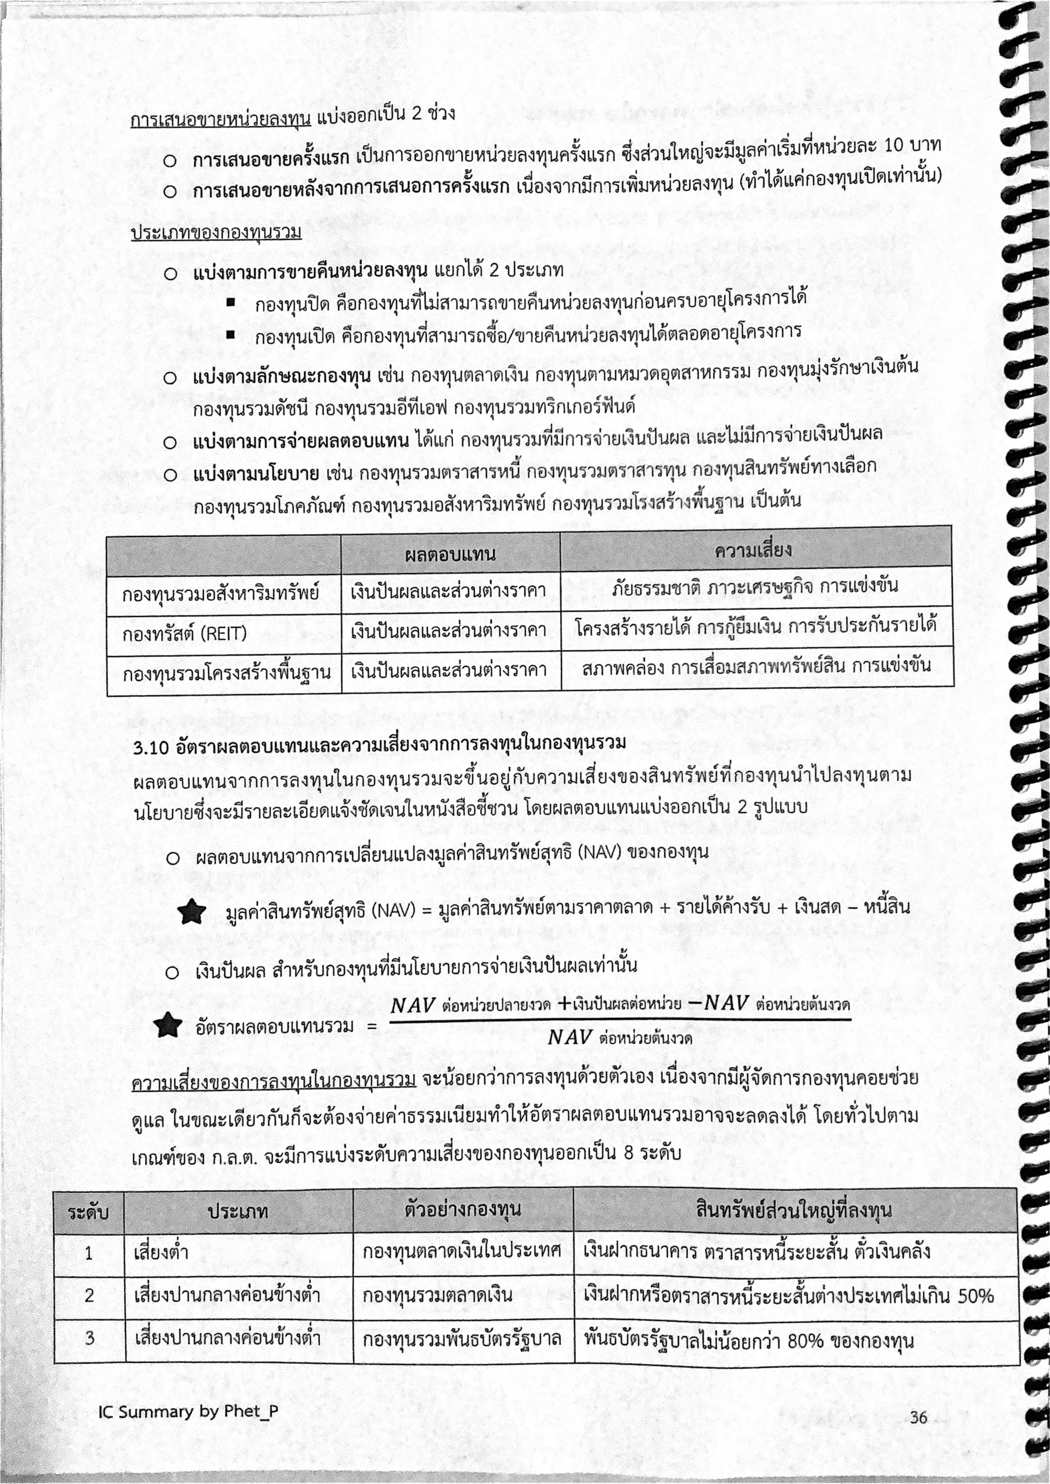 การเสนอขายหน่วยลงทุน แบ่งออกเป็น 2 ช่วง
การเสนอขายครั้งแรก เป็นการออกขายหน่วยลงทุนครั้งแรก ซึ่งส่วนใหญ่จะมีมูลค่าเริ่มที่หน่วยละ 10 บาท
การเสนอขายหลังจากการเสนอการครั้งแรก เนื่องจากมีการเพิ่มหน่วยลงทุน (ทำได้แค่กองทุนเปิดเท่านั้น)
ประเภทของกองทุนรวม
แบ่งตามการขายคืนหน่วยลงทุน แยกได้ 2 ประเภท
กองทุนปิด คือกองทุนที่ไม่สามารถขายคืนหน่วยลงทุนก่อนครบอายุโครงการได้
กองทุนเปิด คือกองทุนที่สามารถซื้อ/ขายคืนหน่วยลงทุนได้ตลอดอายุโครงการ
แบ่งตามลักษณะกองทุน เช่น กองทุนตลาดเงิน กองทุนตามหมวดอุตสาหกรรม กองทุนมุ่งรักษาเงินต้น
กองทุนรวมดัชนี กองทุนรวมอีทีเอฟ กองทุนรวมทริกเกอร์ฟันด์
แบ่งตามการจ่ายผลตอบแทน ได้แก่ กองทุนรวมที่มีการจ่ายเงินปันผล และไม่มีการจ่ายเงินปันผล
แบ่งตามนโยบาย เช่น กองทุนรวมตราสารหนี้ กองทุนรวมตราสารทุน กองทุนสินทรัพย์ทางเลือก
กองทุนรวมโภคภัณฑ์ กองทุนรวมอสังหาริมทรัพย์ กองทุนรวมโรงสร้างพื้นฐาน เป็นต้น
ผลตอบแทน ความเสี่ยง
กองทุนรวมอสังหาริมทรัพย์ เงินปันผลและส่วนต่างราคา ภัยธรรมชาติ ภาวะเศรษฐกิจ การแข่งขัน
กองทรัสต์ (REIT) เงินปันผลและส่วนต่างราคา โครงสร้างรายได้ การกู้ยืมเงิน การรับประกันรายได้
กองทุนรวมโครงสร้างพื้นฐาน เงินปันผลและส่วนต่างราคา สภาพคล่อง การเสื่อมสภาพทรัพย์สิน การแข่งขัน
3.10 อัตราผลตอบแทนและความเสี่ยงจากการลงทุนในกองทุนรวม
ผลตอบแทนจากการลงทุนในกองทุนรวมจะขึ้นอยู่กับความเสี่ยงของสินทรัพย์ที่กองทุนนำไปลงทุนตาม
นโยบายซึ่งจะมีรายละเอียดแจ้งชัดเจนในหนังสือชี้ชวน โดยผลตอบแทนแบ่งออกเป็น 2 รูปแบบ
ผลตอบแทนจากการเปลี่ยนแปลงมูลค่าสินทรัพย์สุทธิ (NAV) ของกองทุน
มูลค่าสินทรัพย์สุทธิ (NAV) = มูลค่าสินทรัพย์ตามราคาตลาด + รายได้ค้างรับ + เงินสด – หนี้สิน
เงินปันผล สำหรับกองทุนที่มีนโยบายการจ่ายเงินปันผลเท่านั้น
NAV ต่อหน่วยปลายงวด +เงินปันผลต่อหน่วย −NAV ต่อหน่วยต้นงวด
อัตราผลตอบแทนรวม =
NAV ต่อหน่วยต้นงวด
ความเสี่ยงของการลงทุนในกองทุนรวม จะน้อยกว่าการลงทุนด้วยตัวเอง เนื่องจากมีผู้จัดการกองทุนคอยช่วย
ดูแล ในขณะเดียวกันก็จะต้องจ่ายค่าธรรมเนียมทำให้อัตราผลตอบแทนรวมอาจจะลดลงได้ โดยทั่วไปตาม
เกณฑ์ของ ก.ล.ต. จะมีการแบ่งระดับความเสี่ยงของกองทุนออกเป็น 8 ระดับ
ระดับ ประเภท ตัวอย่างกองทุน สินทรัพย์ส่วนใหญ่ที่ลงทุน
1 เสี่ยงต่ำ กองทุนตลาดเงินในประเทศ เงินฝากธนาคาร ตราสารหนี้ระยะสั้น ตั๋วเงินคลัง
2 เสี่ยงปานกลางค่อนข้างต่ำ กองทุนรวมตลาดเงิน เงินฝากหรือตราสารหนี้ระยะสั้นต่างประเทศไม่เกิน 50%
3 เสี่ยงปานกลางค่อนข้างต่ำ กองทุนรวมพันธบัตรรัฐบาล พันธบัตรรัฐบาลไม่น้อยกว่า 80% ของกองทุน
IC Summary by Phet_P
36